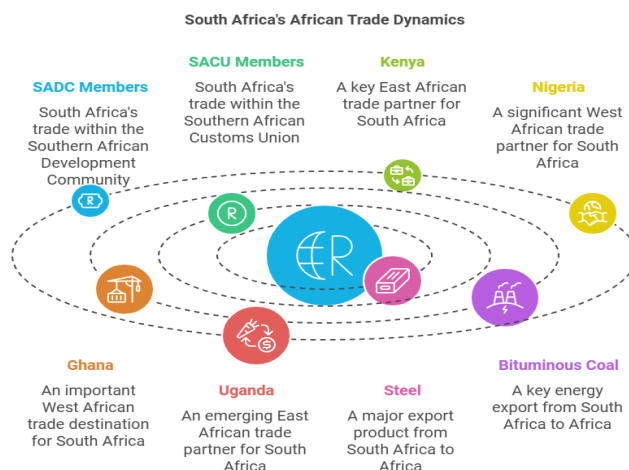 South Africa's African Trade Dynamics
SADC Members
South Africa's
trade within the
Southern African
Development
Community
SACU Members
South Africa's
trade within the
Southern African
Customs Union
Kenya
A key East African
trade partner for
South Africa
Nigeria
A significant West
African trade
partner for South
Africa
R
R
R
$
Ghana
An important
West African
trade destination
for South Africa
Uganda
An emerging East
African trade
partner for South
Africa
Steel
A major export
product from
South Africa to
Africa
Bituminous Coal
A key energy
export from South
Africa to Africa